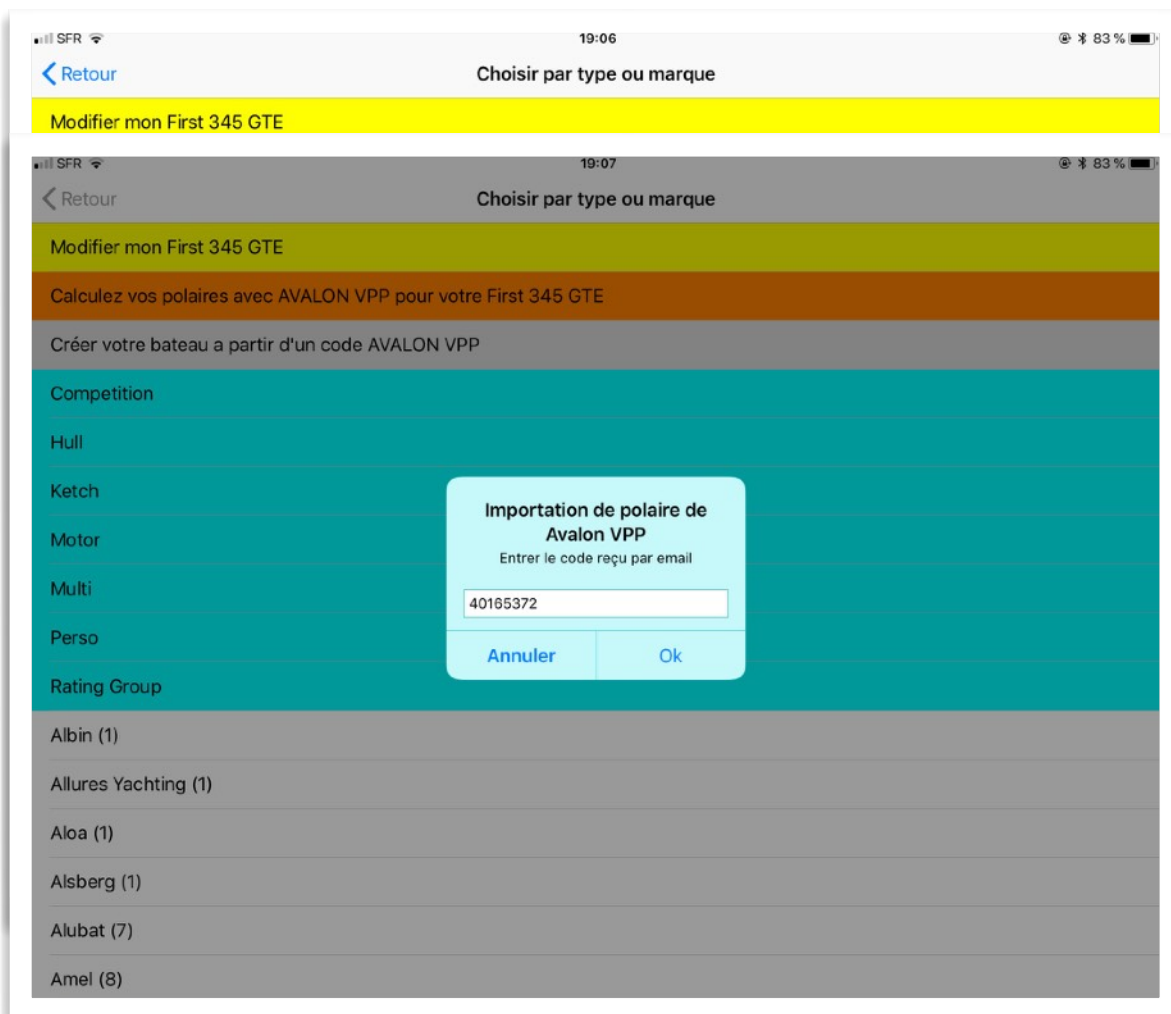 SFR 19:06 83 %
Retour Choisir par type ou marque
Modifier mon First 345 GTE
SFR 19:07 83 %
Retour Choisir par type ou marque
Modifier mon First 345 GTE
Calculez vos polaires avec AVALON VPP pour votre First 345 GTE
Créer votre bateau a partir d'un code AVALON VPP
Competition
Hull
Ketch
Motor
Multi
Perso
Rating Group
Importation de polaire de
Avalon VPP
Entrer le code reçu par email
40165372
Annuler Ok
Albin (1)
Allures Yachting (1)
Aloa (1)
Alsberg (1)
Alubat (7)
Amel (8)